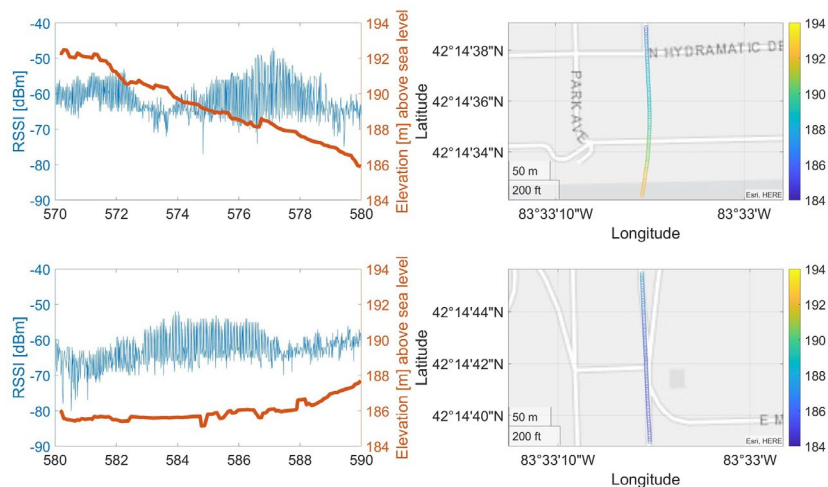 -40
-50
-60
-70
-80
-90
RSSI [dBm]
194
192
190
188
186
184
Elevation [m] above sea level
570
572
574
576
578
580
42°14'38"N
42°14'36"N
42°14'34"N
Latitude
N HYDRAMATIC DE
PARK AVE
50 m
200 ft
Esri, HERE
83°33'10"W
83°33'W
Longitude
194
192
190
188
186
184
-40
-50
-60
-70
-80
-90
RSSI [dBm]
194
192
190
188
186
184
Elevation [m] above sea level
580
582
584
586
588
590
42°14'44"N
42°14'42"N
42°14'40"N
Latitude
E M
50 m
200 ft
Esri, HERE
83°33'10"W
83°33'W
Longitude
194
192
190
188
186
184